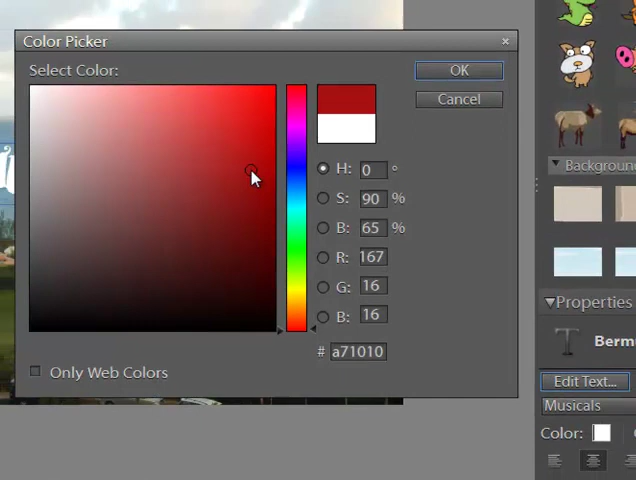 Color Picker
Select Color:
OK
Cancel
H: 0 °
S: 90 %
B: 65 %
R: 167
G: 16
B: 16
# a71010
Only Web Colors
Background
Properties
T Bermu
Edit Text...
Musicals
Color: